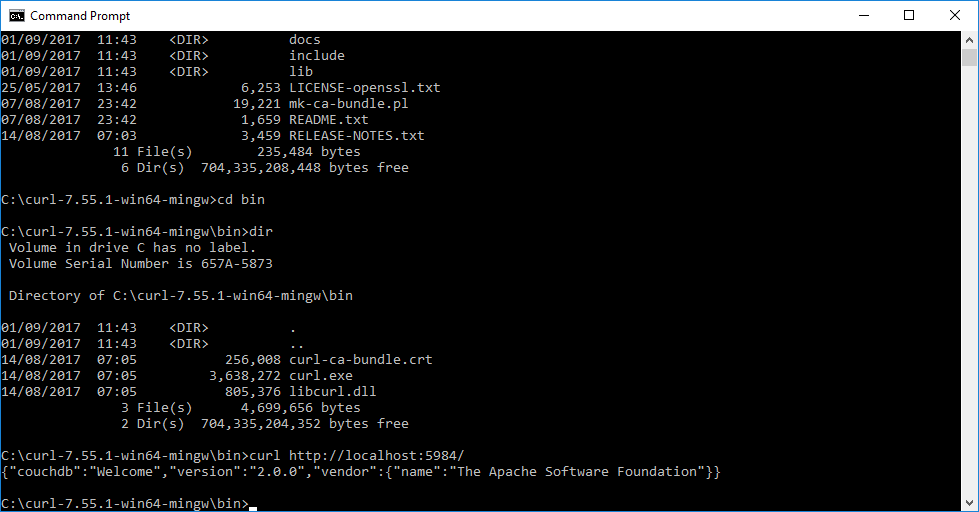 Command Prompt
01/09/2017  11:43    <DIR>          docs
01/09/2017  11:43    <DIR>          include
01/09/2017  11:43    <DIR>          lib
25/05/2017  13:46             6,253 LICENSE-openssl.txt
07/08/2017  23:42            19,221 mk-ca-bundle.pl
07/08/2017  23:42             1,659 README.txt
14/08/2017  07:03             3,459 RELEASE-NOTES.txt
              11 File(s)        235,484 bytes
               6 Dir(s)  704,335,208,448 bytes free
C:\curl-7.55.1-win64-mingw>cd bin
C:\curl-7.55.1-win64-mingw\bin>dir
 Volume in drive C has no label.
 Volume Serial Number is 657A-5873
 Directory of C:\curl-7.55.1-win64-mingw\bin
01/09/2017  11:43    <DIR>          .
01/09/2017  11:43    <DIR>          ..
14/08/2017  07:05           256,008 curl-ca-bundle.crt
14/08/2017  07:05         3,638,272 curl.exe
14/08/2017  07:05           805,376 libcurl.dll
               3 File(s)      4,699,656 bytes
               2 Dir(s)  704,335,204,352 bytes free
C:\curl-7.55.1-win64-mingw\bin>curl http://localhost:5984/
{"couchdb":"Welcome","version":"2.0.0","vendor":{"name":"The Apache Software Foundation"}}
C:\curl-7.55.1-win64-mingw\bin>